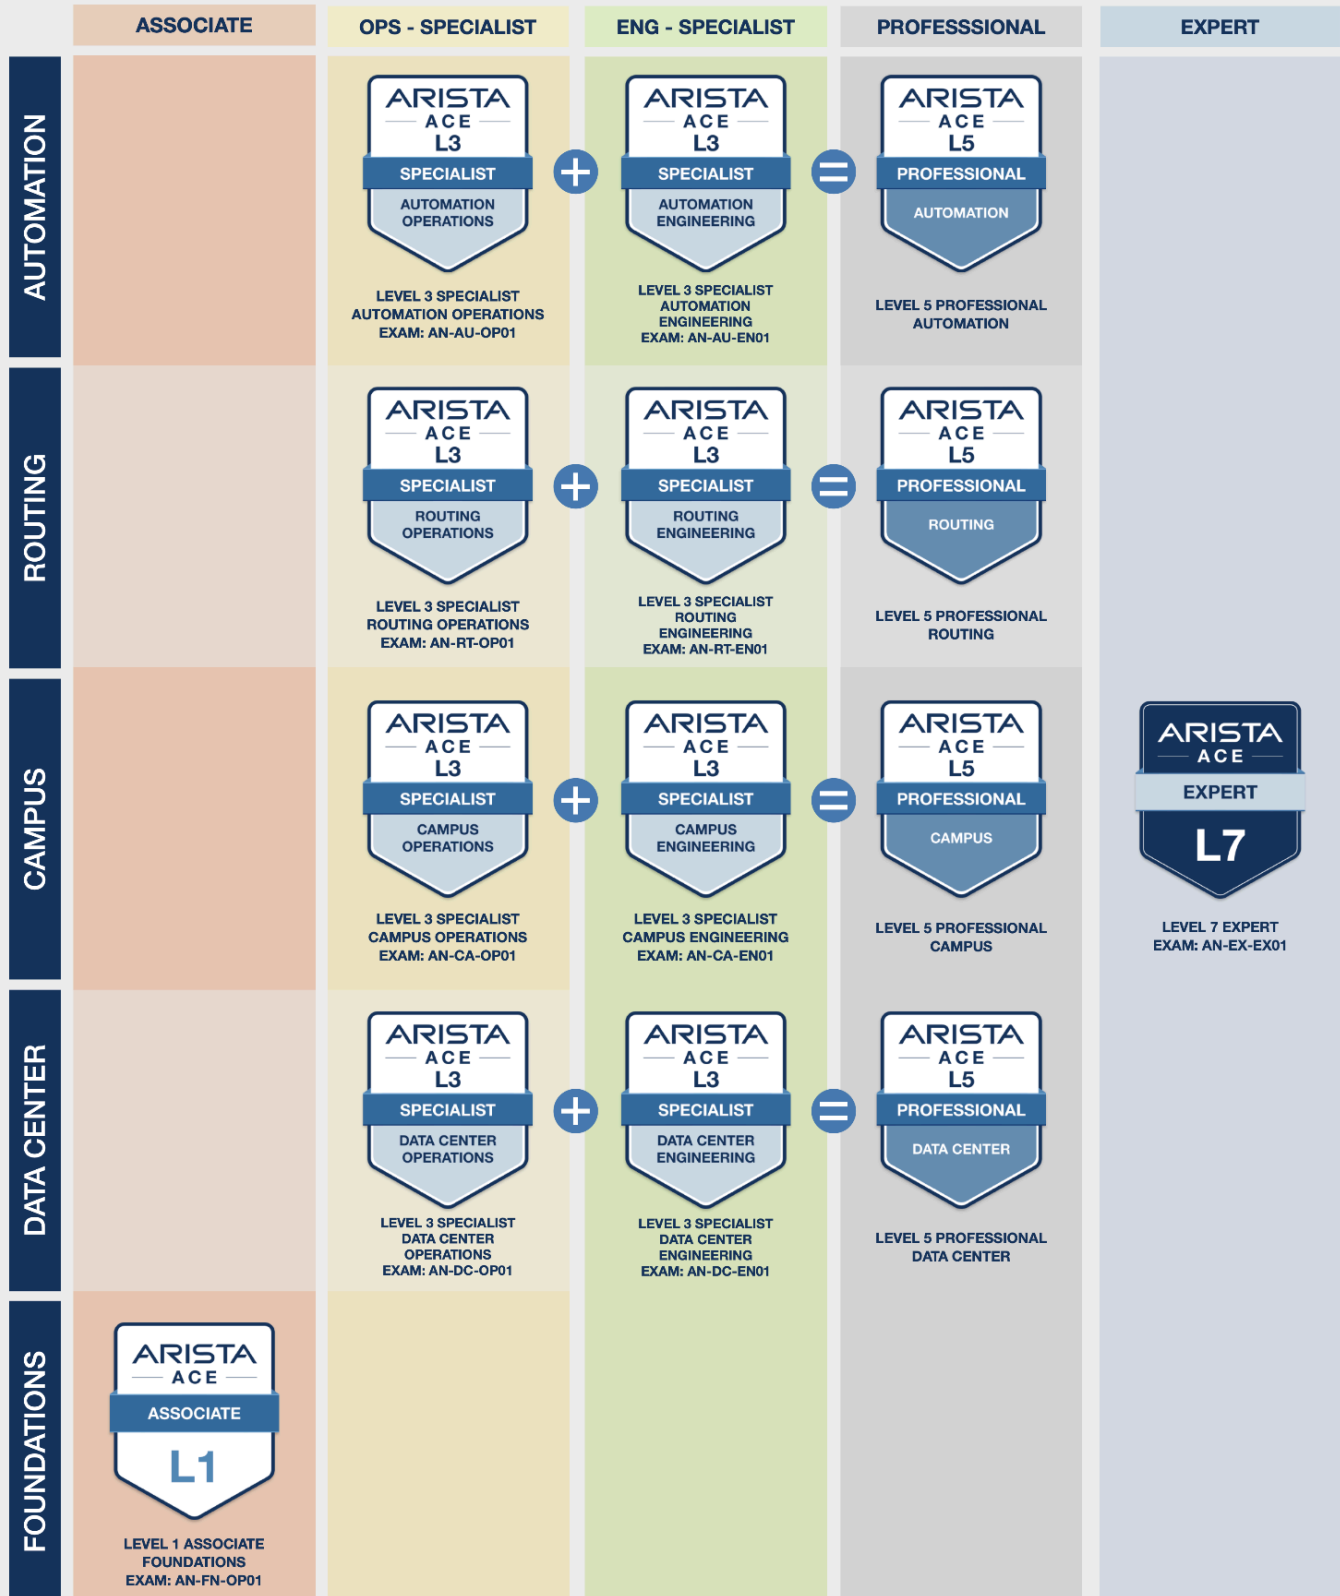 ASSOCIATE
OPS - SPECIALIST
ENG - SPECIALIST
PROFESSSIONAL
EXPERT
AUTOMATION
ARISTA
ACE
L3
SPECIALIST
AUTOMATION
OPERATIONS
LEVEL 3 SPECIALIST
AUTOMATION OPERATIONS
EXAM: AN-AU-OP01
+
ARISTA
ACE
L3
SPECIALIST
AUTOMATION
ENGINEERING
LEVEL 3 SPECIALIST
AUTOMATION
ENGINEERING
EXAM: AN-AU-EN01
=
ARISTA
ACE
L5
PROFESSIONAL
AUTOMATION
LEVEL 5 PROFESSIONAL
AUTOMATION
ROUTING
ARISTA
ACE
L3
SPECIALIST
ROUTING
OPERATIONS
LEVEL 3 SPECIALIST
ROUTING OPERATIONS
EXAM: AN-RT-OP01
+
ARISTA
ACE
L3
SPECIALIST
ROUTING
ENGINEERING
LEVEL 3 SPECIALIST
ROUTING
ENGINEERING
EXAM: AN-RT-EN01
=
ARISTA
ACE
L5
PROFESSIONAL
ROUTING
LEVEL 5 PROFESSIONAL
ROUTING
CAMPUS
ARISTA
ACE
L3
SPECIALIST
CAMPUS
OPERATIONS
LEVEL 3 SPECIALIST
CAMPUS OPERATIONS
EXAM: AN-CA-OP01
+
ARISTA
ACE
L3
SPECIALIST
CAMPUS
ENGINEERING
LEVEL 3 SPECIALIST
CAMPUS ENGINEERING
EXAM: AN-CA-EN01
=
ARISTA
ACE
L5
PROFESSIONAL
CAMPUS
LEVEL 5 PROFESSIONAL
CAMPUS
ARISTA
ACE
EXPERT
L7
LEVEL 7 EXPERT
EXAM: AN-EX-EX01
DATA CENTER
ARISTA
ACE
L3
SPECIALIST
DATA CENTER
OPERATIONS
LEVEL 3 SPECIALIST
DATA CENTER
OPERATIONS
EXAM: AN-DC-OP01
+
ARISTA
ACE
L3
SPECIALIST
DATA CENTER
ENGINEERING
LEVEL 3 SPECIALIST
DATA CENTER
ENGINEERING
EXAM: AN-DC-EN01
=
ARISTA
ACE
L5
PROFESSIONAL
DATA CENTER
LEVEL 5 PROFESSIONAL
DATA CENTER
FOUNDATIONS
ARISTA
ACE
ASSOCIATE
L1
LEVEL 1 ASSOCIATE
FOUNDATIONS
EXAM: AN-FN-OP01